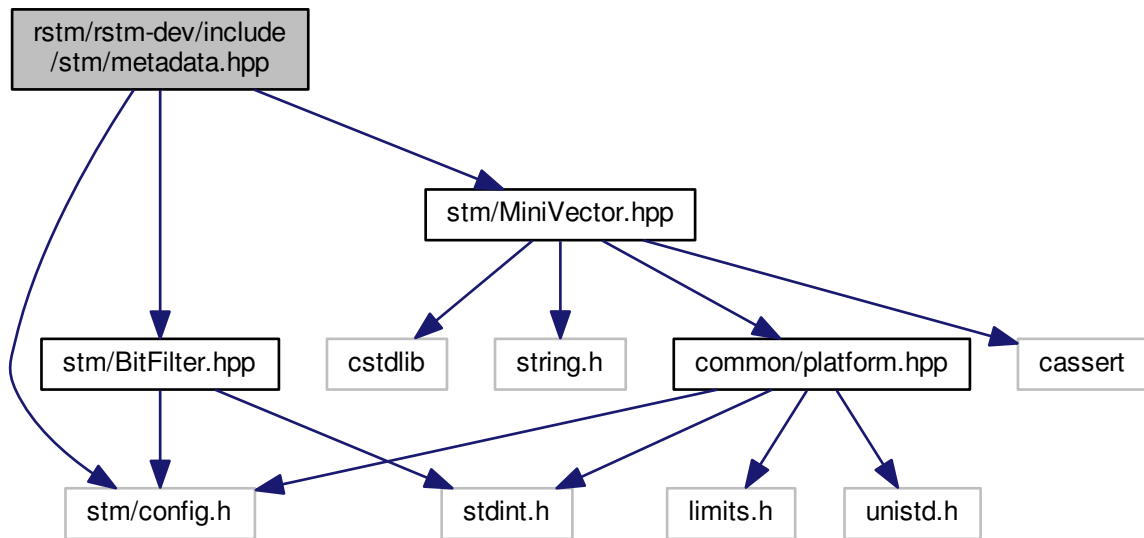 rstm/rstm-dev/include
/stm/metadata.hpp
stm/MiniVector.hpp
stm/BitFilter.hpp
cstdlib
string.h
common/platform.hpp
cassert
stm/config.h
stdint.h
limits.h
unistd.h